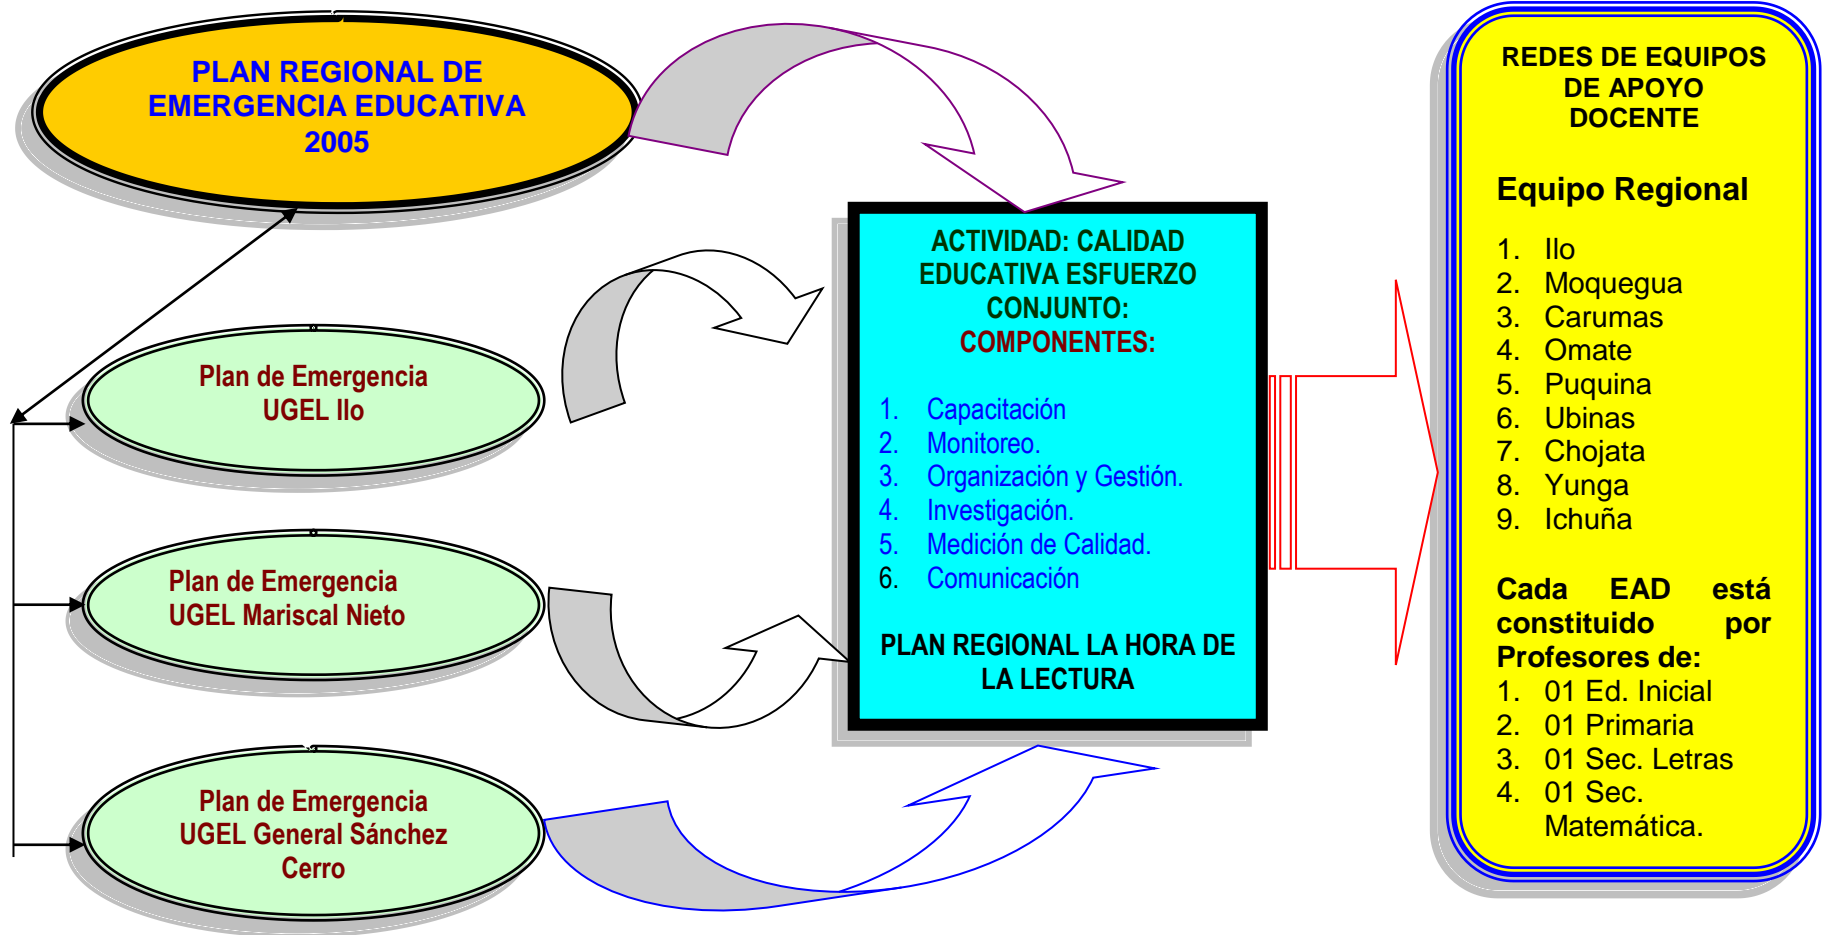 PLAN REGIONAL DE
EMERGENCIA EDUCATIVA
2005
Plan de Emergencia
UGEL Ilo
Plan de Emergencia
UGEL Mariscal Nieto
Plan de Emergencia
UGEL General Sánchez
Cerro
ACTIVIDAD: CALIDAD
EDUCATIVA ESFUERZO
CONJUNTO:
COMPONENTES:
1. Capacitación
2. Monitoreo.
3. Organización y Gestión.
4. Investigación.
5. Medición de Calidad.
6. Comunicación
PLAN REGIONAL LA HORA DE
LA LECTURA
REDES DE EQUIPOS
DE APOYO
DOCENTE
Equipo Regional
1. Ilo
2. Moquegua
3. Carumas
4. Omate
5. Puquina
6. Ubinas
7. Chojata
8. Yunga
9. Ichuña
Cada EAD está
constituido por
Profesores de:
1. 01 Ed. Inicial
2. 01 Primaria
3. 01 Sec. Letras
4. 01 Sec.
Matemática.